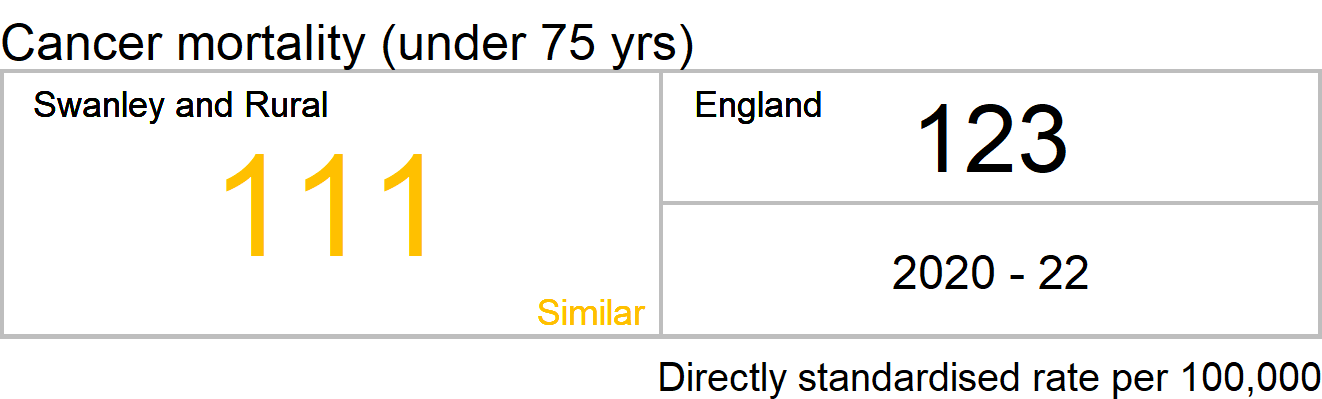 Cancer mortality (under 75 yrs)
Swanley and Rural
111
Similar
England
123
2020 - 22
Directly standardised rate per 100,000